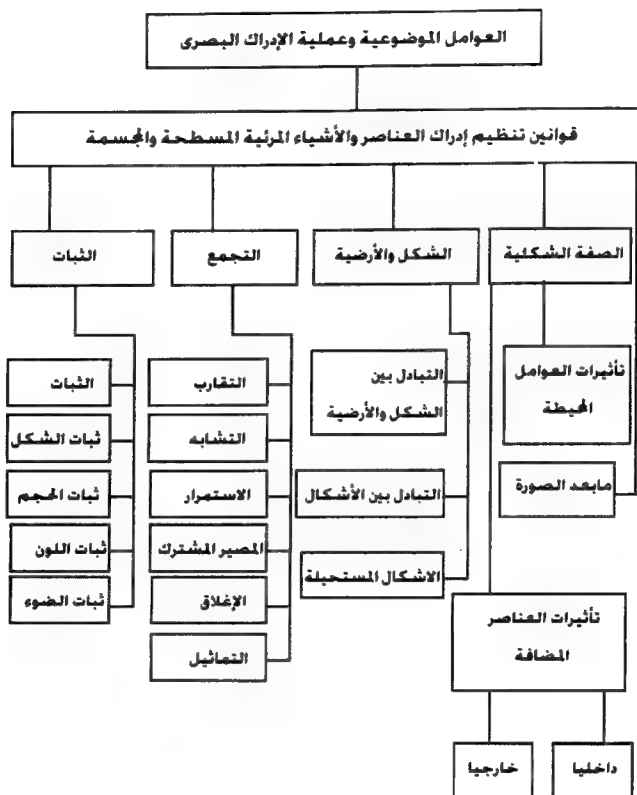 العوامل الموضوعية وعملية الإدراك البصرى
قوانين تنظيم إدراك العناصر والأشياء المرئية المسطحة والمجسمة
الصفة الشكلية
الشكل والأرضية
التجمع
الثبات
تأثيرات العوامل
المحيطة
مابعد الصورة
تأثيرات العناصر
المضافة
داخليا
خارجيا
التبادل بين
الشكل والأرضية
التبادل بين الأشكال
الاشكال المستحيلة
التقارب
التشابه
الاستمرار
المصير المشترك
الإغلاق
التماثيل
الثبات
ثبات الشكل
ثبات الحجم
ثبات اللون
ثبات الضوء